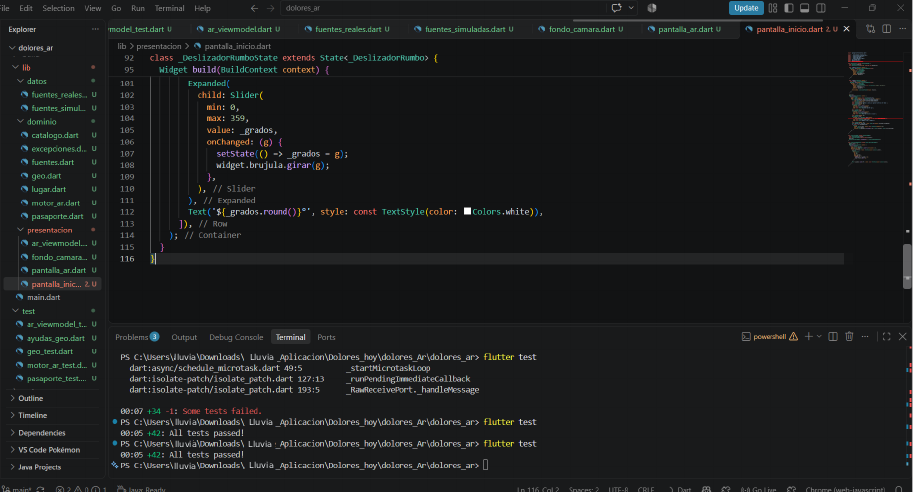 File Edit Selection View Go Run Terminal Help dolores_ar Update
Explorer
vmodel_test.dart U ar_viewmodel.dart U fuentes_reales.dart U fuentes_simuladas.dart U fondo_camara.dart U pantalla_ar.dart U pantalla_inicio.dart 2, U
lib > presentacion > pantalla_inicio.dart
dolores_ar
lib
datos
fuentes_reales... U
fuentes_simul... U
dominio
catalogo.dart U
excepciones.d... U
fuentes.dart U
geo.dart U
lugar.dart U
motor_ar.dart U
pasaporte.dart U
presentacion
ar_viewmodel... U
fondo_camara... U
pantalla_ar.dart U
pantalla_inic... 2, U
main.dart
test
ar_viewmodel_t... U
ayudas_geo.dart U
geo_test.dart U
motor_ar_test.d... U
pasaporte_test.... U
Outline
Timeline
Dependencies
VS Code Pokémon
Java Projects
92 class _DeslizadorRumboState extends State<_DeslizadorRumbo> {
95 Widget build(BuildContext context) {
101 Expanded(
102 child: Slider(
103 min: 0,
104 max: 359,
105 value: _grados,
106 onChanged: (g) {
107 setState(() => _grados = g);
108 widget.brujula.girar(g);
109 },
110 ), // Slider
111 ), // Expanded
112 Text('${_grados.round()}°', style: const TextStyle(color: Colors.white)),
113 ]), // Row
114 ); // Container
115 }
116 }
Problems 3 Output Debug Console Terminal Ports powershell
PS C:\Users\lluvia\Downloads\ Lluvia_Aplicacion\Dolores_hoy\dolores_Ar\dolores_ar> flutter test
dart:async/schedule_microtask.dart 49:5 _startMicrotaskLoop
dart:isolate-patch/isolate_patch.dart 127:13 _runPendingImmediateCallback
dart:isolate-patch/isolate_patch.dart 193:5 _RawReceivePort._handleMessage
00:07 +34 -1: Some tests failed.
PS C:\Users\lluvia\Downloads\ Lluvia_Aplicacion\Dolores_hoy\dolores_Ar\dolores_ar> flutter test
00:05 +42: All tests passed!
PS C:\Users\lluvia\Downloads\ Lluvia _Aplicacion\Dolores_hoy\dolores_Ar\dolores_ar> flutter test
00:05 +42: All tests passed!
PS C:\Users\lluvia\Downloads\ Lluvia_Aplicacion\Dolores_hoy\dolores_Ar\dolores_ar>
main* 2 0 1 Java: Ready Ln 116, Col 2 Spaces: 2 UTF-8 CRLF Dart Go Live Chrome (web-javascript)